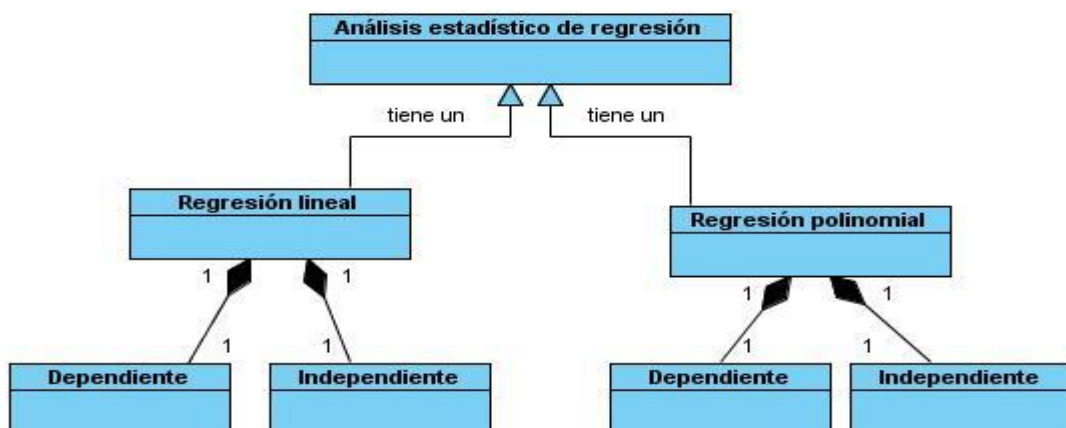 Análisis estadístico de regresión
tiene un
tiene un
Regresión lineal
Regresión polinomial
1
1
1
1
1
1
1
1
Dependiente
Independiente
Dependiente
Independiente